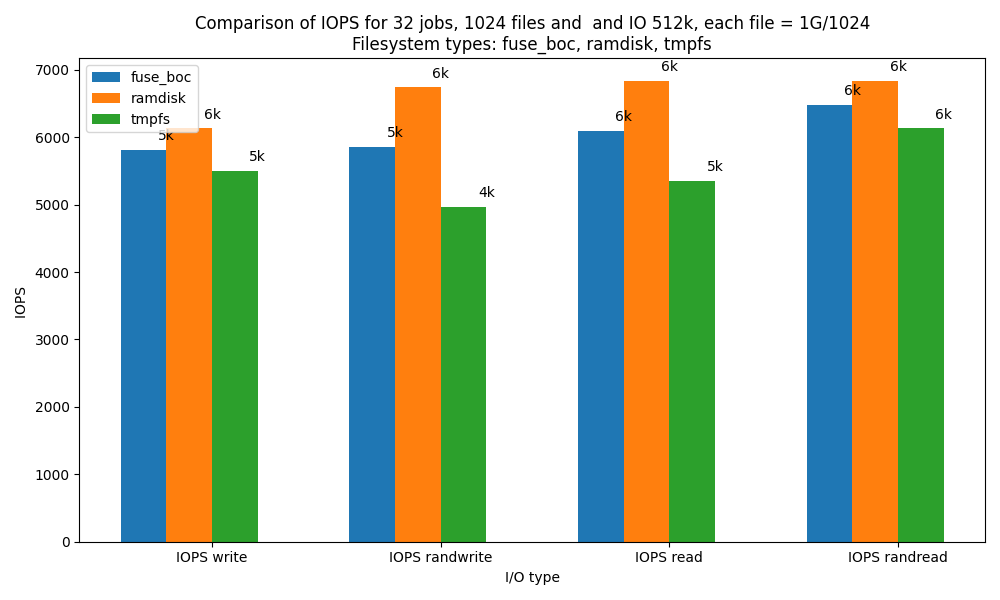 Comparison of IOPS for 32 jobs, 1024 files and  and IO 512k, each file = 1G/1024
Filesystem types: fuse_boc, ramdisk, tmpfs
fuse_boc
ramdisk
tmpfs
7000
6000
5000
4000
3000
2000
1000
0
IOPS
5k
6k
5k
5k
6k
4k
6k
6k
5k
6k
6k
6k
IOPS write
IOPS randwrite
IOPS read
IOPS randread
I/O type